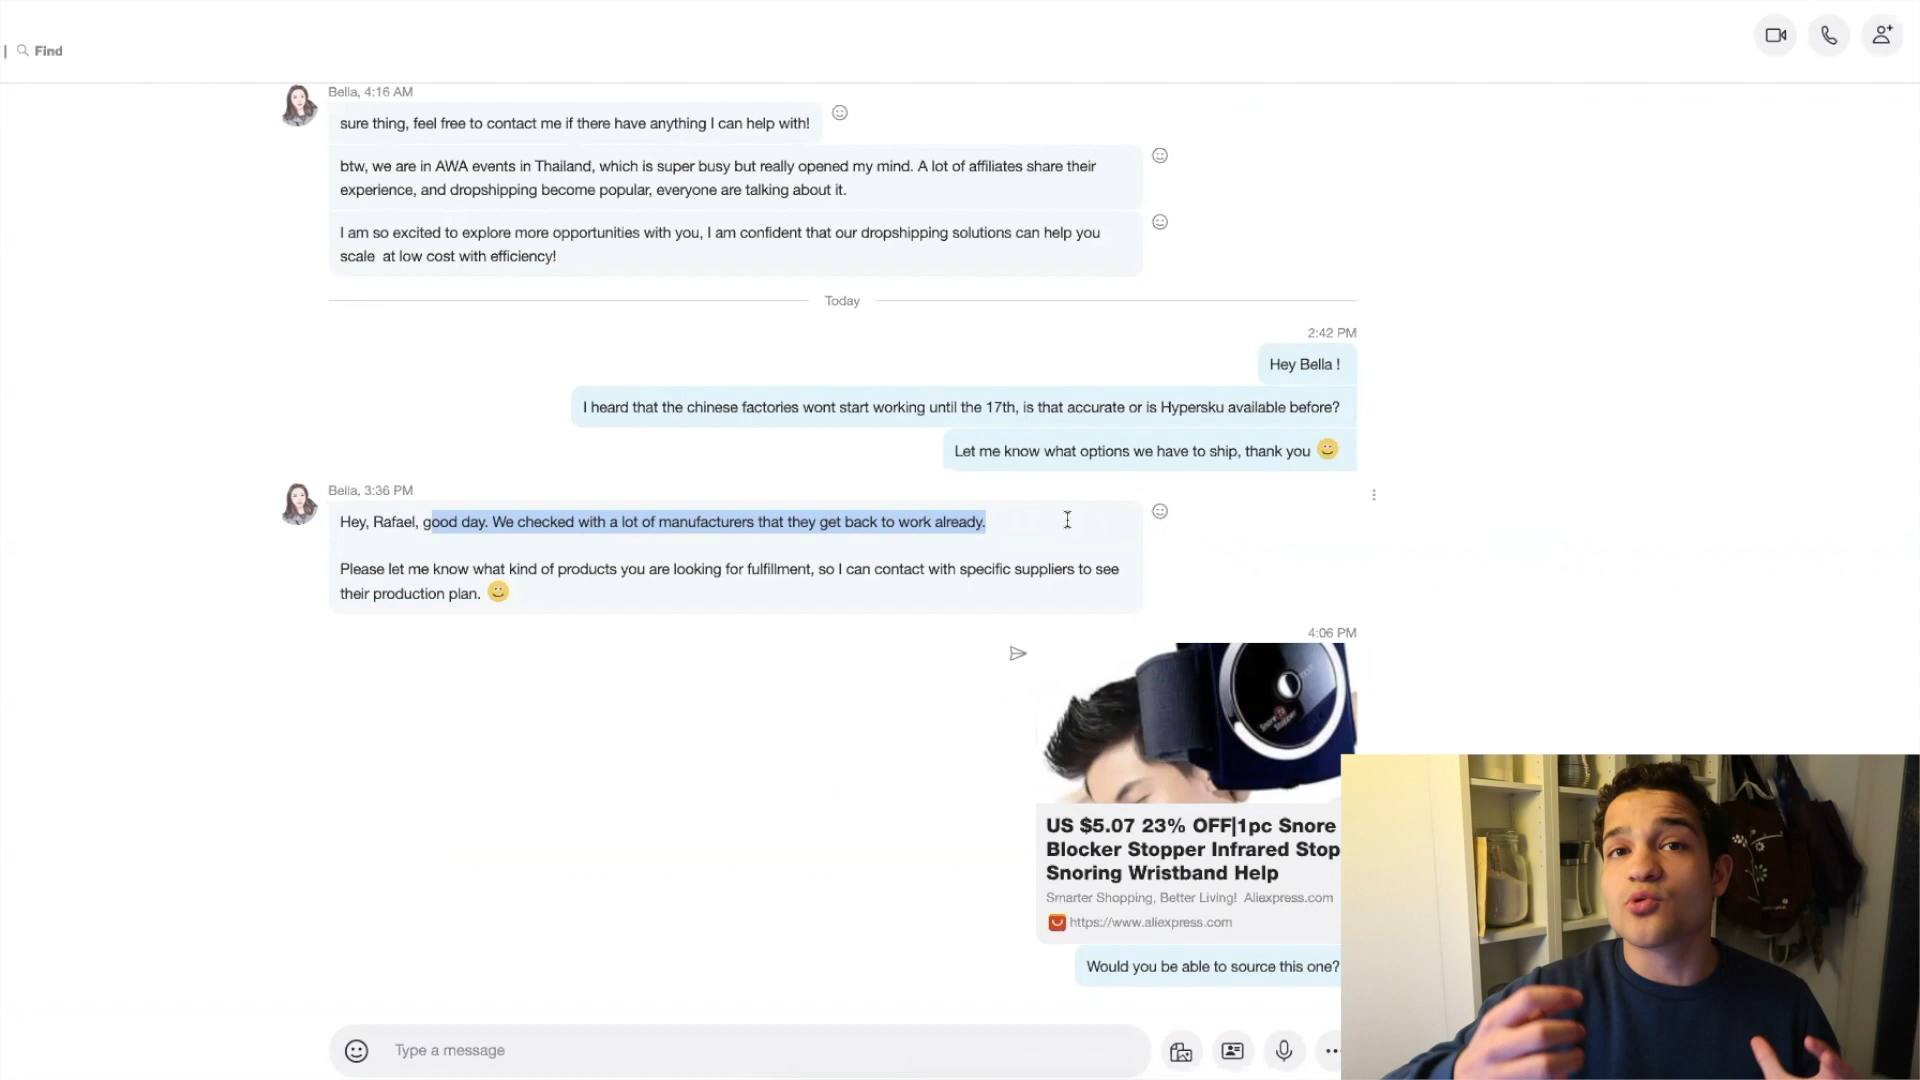 Find
Bella, 4:16 AM
sure thing, feel free to contact me if there have anything I can help with!
btw, we are in AWA events in Thailand, which is super busy but really opened my mind. A lot of affiliates share their
experience, and dropshipping become popular, everyone are talking about it.
I am so excited to explore more opportunities with you, I am confident that our dropshipping solutions can help you
scale at low cost with efficiency!
Today
2:42 PM
Hey Bella !
I heard that the chinese factories wont start working until the 17th, is that accurate or is Hypersku available before?
Let me know what options we have to ship, thank you
Bella, 3:36 PM
Hey, Rafael, good day. We checked with a lot of manufacturers that they get back to work already.
Please let me know what kind of products you are looking for fulfillment, so I can contact with specific suppliers to see
their production plan.
4:06 PM
Snore Stopper
US $5.07 23% OFF|1pc Snore
Blocker Stopper Infrared Stop
Snoring Wristband Help
Smarter Shopping, Better Living! Aliexpress.com
https://www.aliexpress.com
Would you be able to source this one?
Type a message